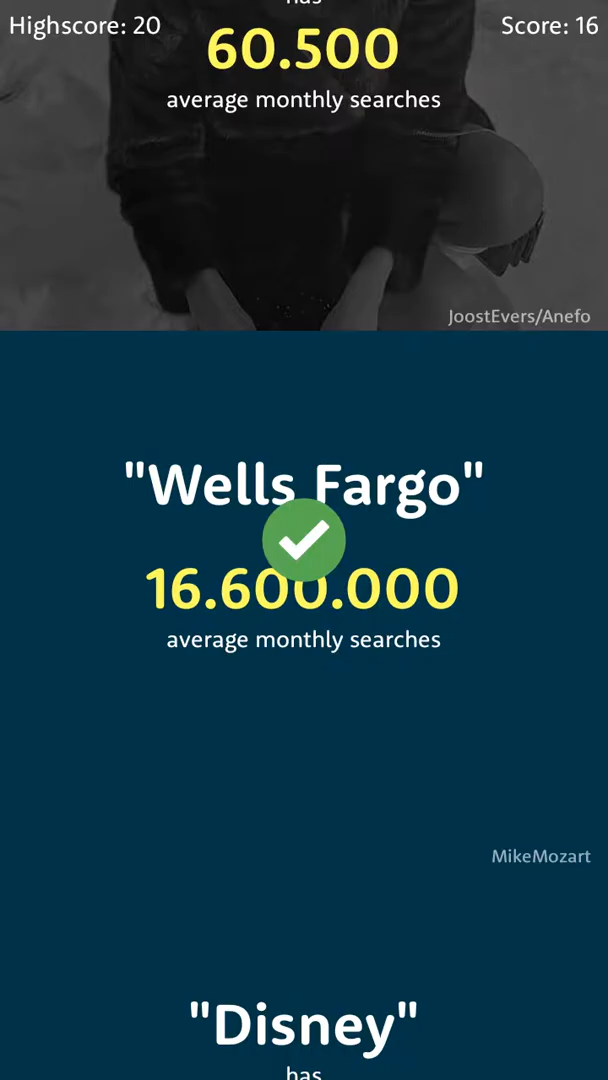 has
Highscore: 20
Score: 16
60.500
average monthly searches
JoostEvers/Anefo
"Wells Fargo"
16.600.000
average monthly searches
MikeMozart
"Disney"
has